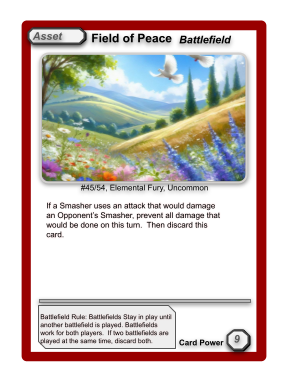 Asset Field of Peace Battlefield
#45/54, Elemental Fury, Uncommon
If a Smasher uses an attack that would damage
an Opponent's Smasher, prevent all damage that
would be done on this turn. Then discard this
card.
Battlefield Rule: Battlefields Stay in play until
another battlefield is played. Battlefields
work for both players. If two battlefields are
played at the same time, discard both.
Card Power 9